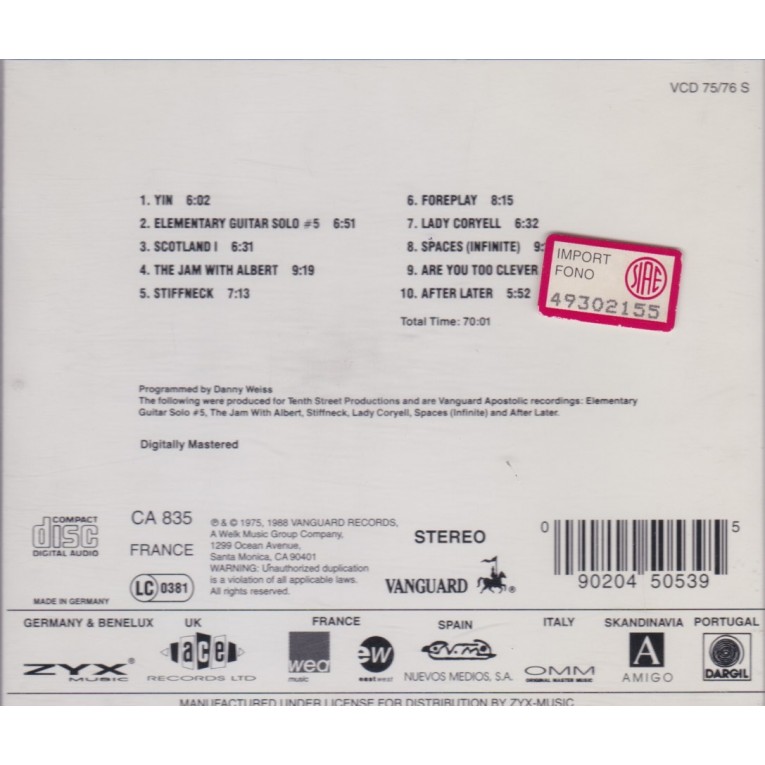 VCD 75/76 S
1. YIN 6:02
2. ELEMENTARY GUITAR SOLO #5 6:51
3. SCOTLAND I 6:31
4. THE JAM WITH ALBERT 9:19
5. STIFFNECK 7:13
6. FOREPLAY 8:15
7. LADY CORYELL 6:32
8. SPACES (INFINITE) 9:
9. ARE YOU TOO CLEVER
10. AFTER LATER 5:52
Total Time: 70:01
IMPORT
FONO
SIAE
49302155
Programmed by Danny Weiss
The following were produced for Tenth Street Productions and are Vanguard Apostolic recordings: Elementary
Guitar Solo #5, The Jam With Albert, Stiffneck, Lady Coryell, Spaces (Infinite) and After Later.
Digitally Mastered
COMPACT
disc
DIGITAL AUDIO
MADE IN GERMANY
CA 835
FRANCE
LC 0381
℗ & © 1975, 1988 VANGUARD RECORDS,
A Welk Music Group Company,
1299 Ocean Avenue,
Santa Monica, CA 90401
WARNING: Unauthorized duplication
is a violation of all applicable laws.
All rights reserved.
STEREO
VANGUARD ®
0 90204 50539 5
GERMANY & BENELUX UK FRANCE SPAIN ITALY SKANDINAVIA PORTUGAL
ZYX®
MUSIC
ace
RECORDS LTD
wea
music
ew
eastwest
NUEVOS MEDIOS, S.A.
OMM
ORIGINAL MASTER MUSIC
A
AMIGO
DARGIL
MANUFACTURED UNDER LICENSE FOR DISTRIBUTION BY ZYX-MUSIC